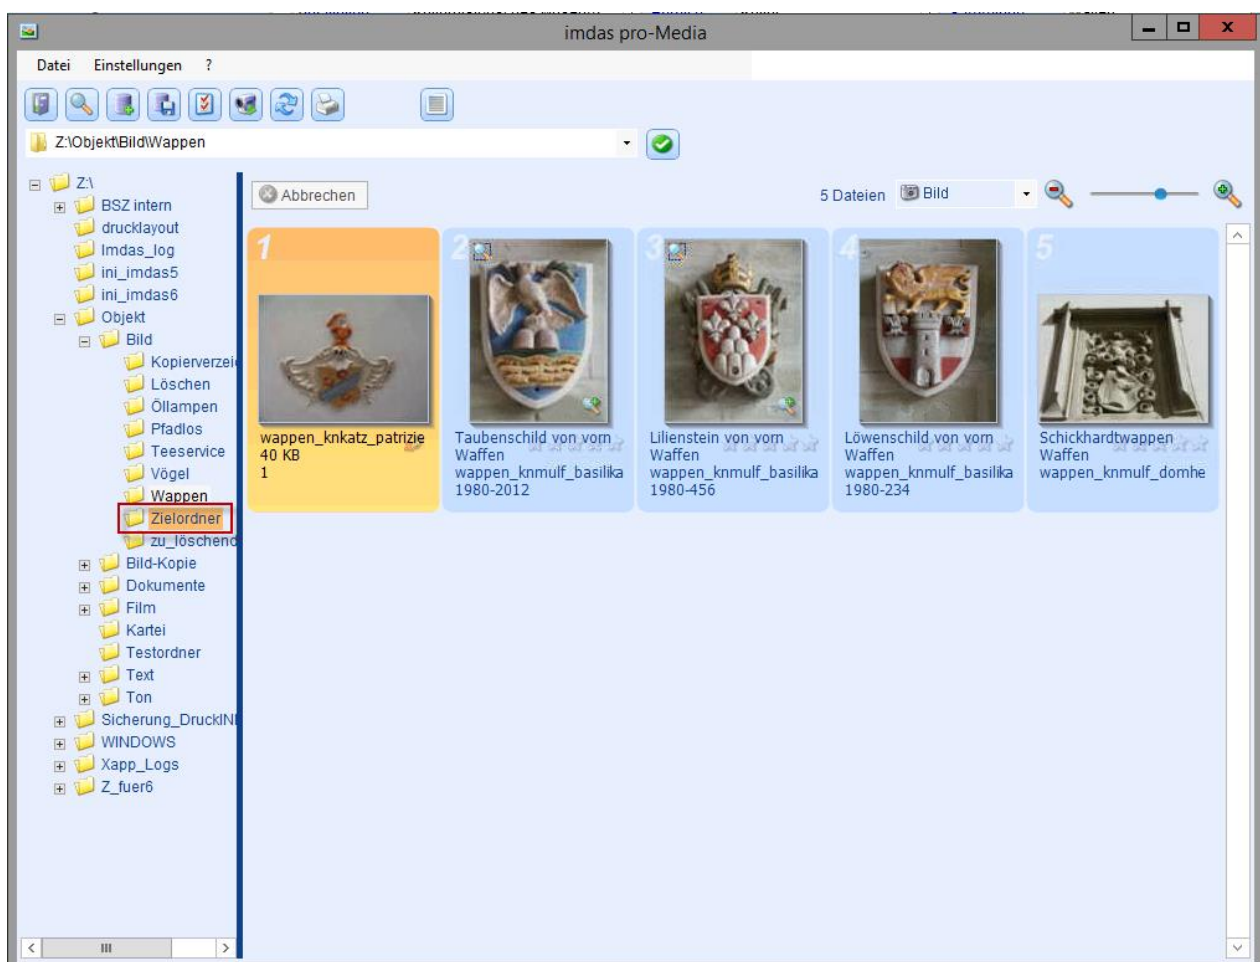 imdas pro-Media
Datei Einstellungen ?
Z:\Objekt\Bild\Wappen
Z:\
BSZ intern
drucklayout
Imdas_log
ini_imdas5
ini_imdas6
Objekt
Bild
Kopierverzei
Löschen
Öllampen
Pfadlos
Teeservice
Vögel
Wappen
Zielordner
zu_löschend
Bild-Kopie
Dokumente
Film
Kartei
Testordner
Text
Ton
Sicherung_DruckINI
WINDOWS
Xapp_Logs
Z_fuer6
Abbrechen
5 Dateien
Bild
1
wappen_knkatz_patrizie
40 KB
1
2
Taubenschild von vorn
Waffen
wappen_knmulf_basilika
1980-2012
3
Lilienstein von vorn
Waffen
wappen_knmulf_basilika
1980-456
4
Löwenschild von vorn
Waffen
wappen_knmulf_basilika
1980-234
5
Schickhardtwappen
Waffen
wappen_knmulf_domhe